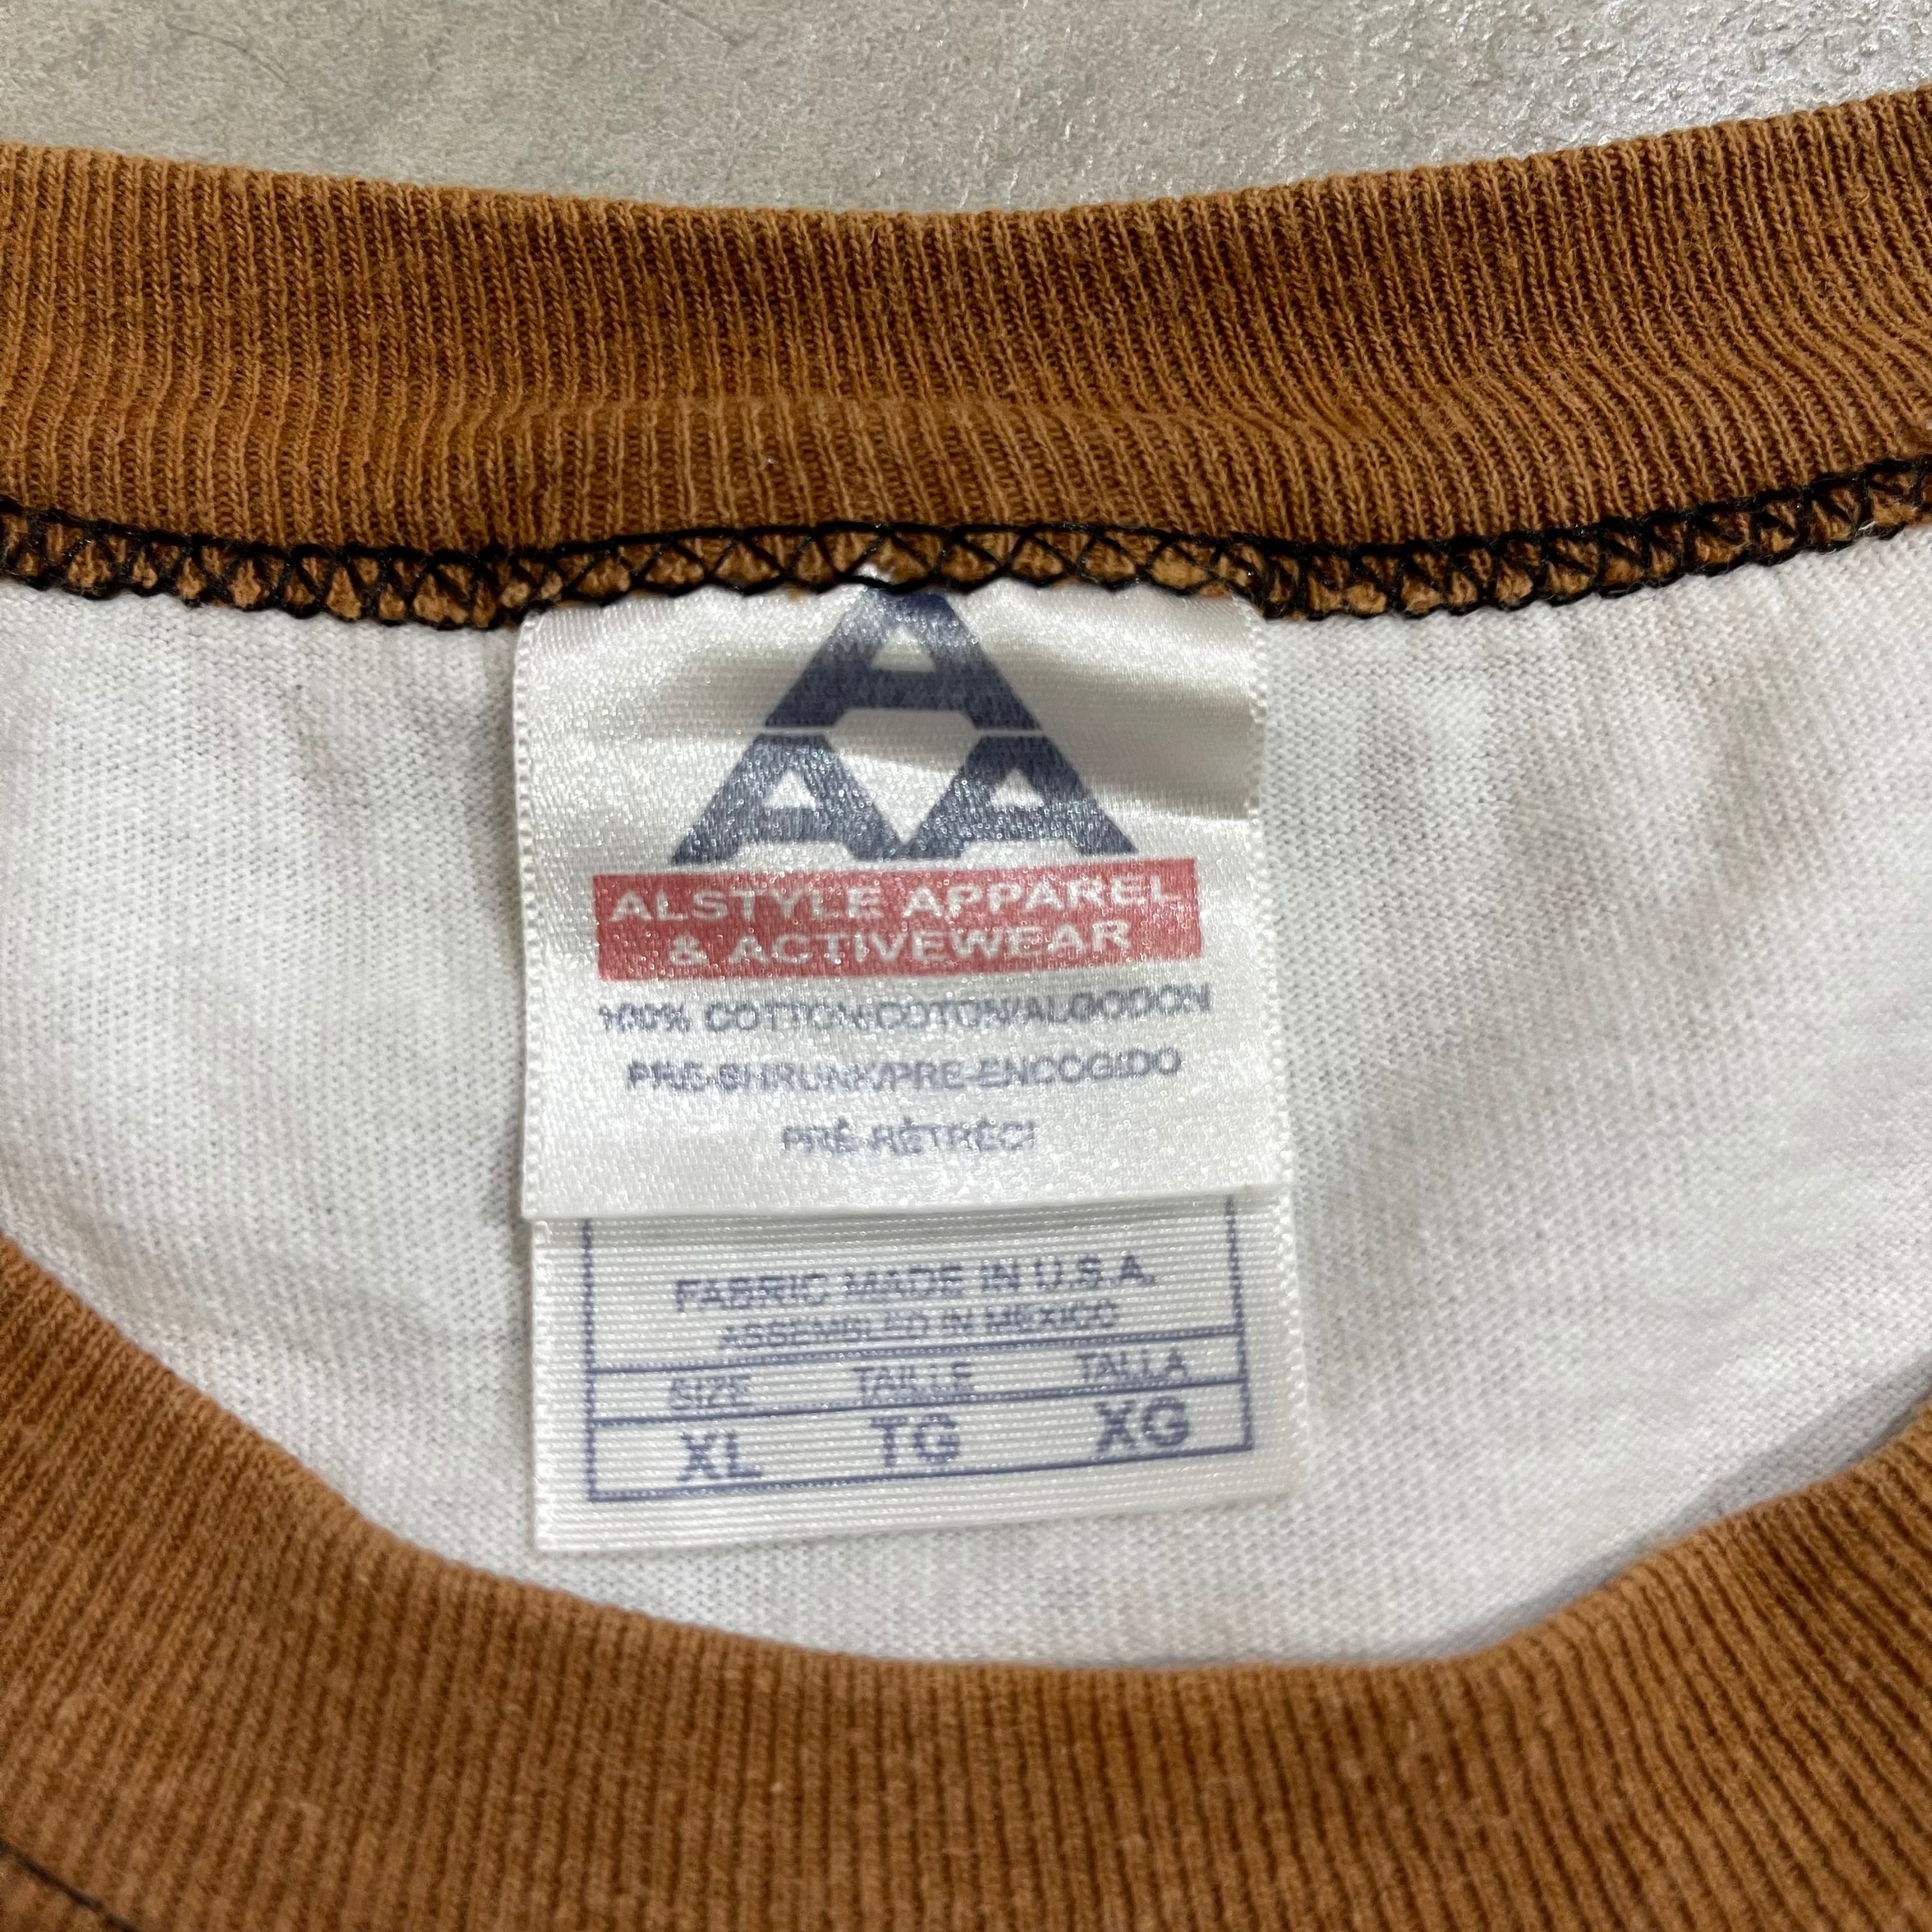 A
A A
ALSTYLE APPAREL
& ACTIVEWEAR
100% COTTON/COTON/ALGODON
PRE-SHRUNK/PRE-ENCOGIDO
PRÉ-RÉTRÉCI
FABRIC MADE IN U.S.A.
ASSEMBLED IN MEXICO
SIZE TAILLE TALLA
XL TG XG